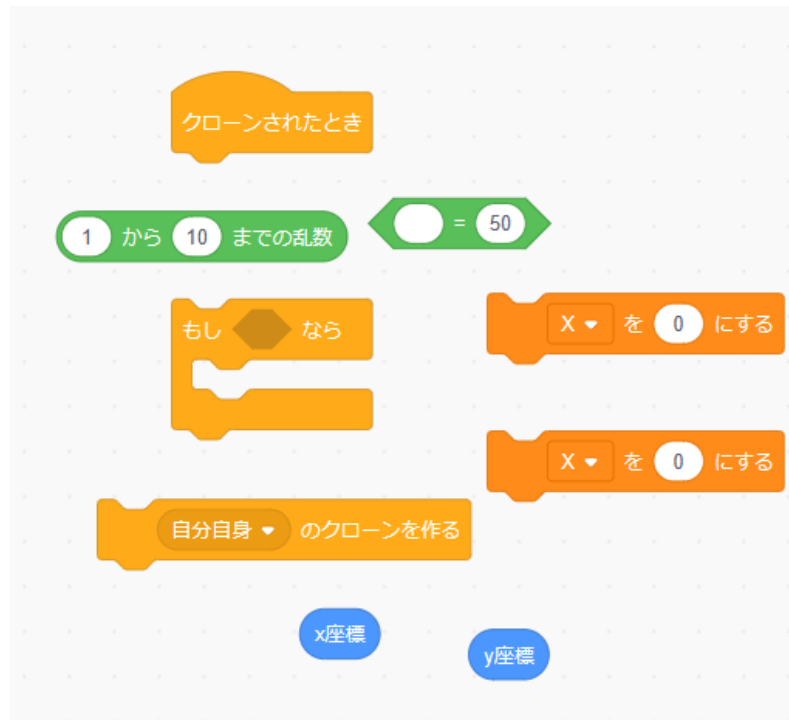 クローンされたとき
1 から 10 までの乱数
= 50
もし なら
X を 0 にする
X を 0 にする
自分自身 のクローンを作る
x座標
y座標